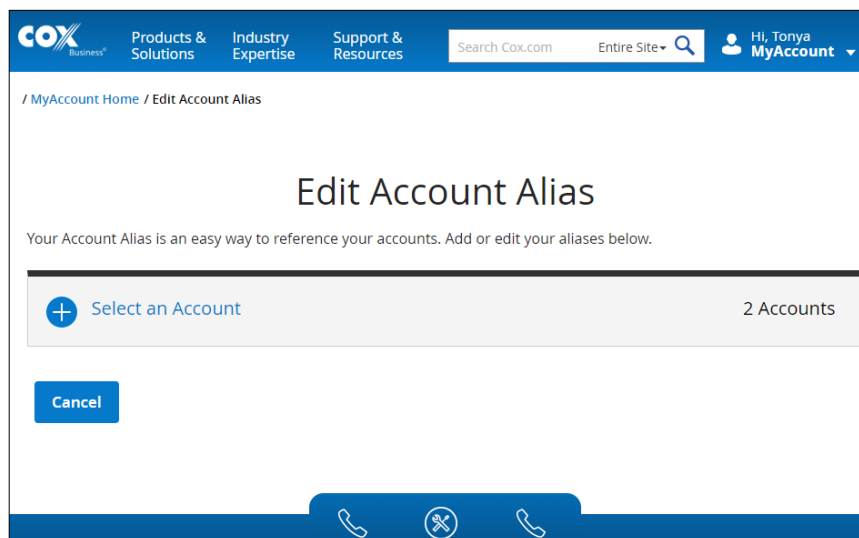 COX
Business®
Products & Solutions
Industry Expertise
Support & Resources
Search Cox.com
Entire Site
Hi, Tonya
MyAccount
/ MyAccount Home / Edit Account Alias
Edit Account Alias
Your Account Alias is an easy way to reference your accounts. Add or edit your aliases below.
Select an Account
2 Accounts
Cancel